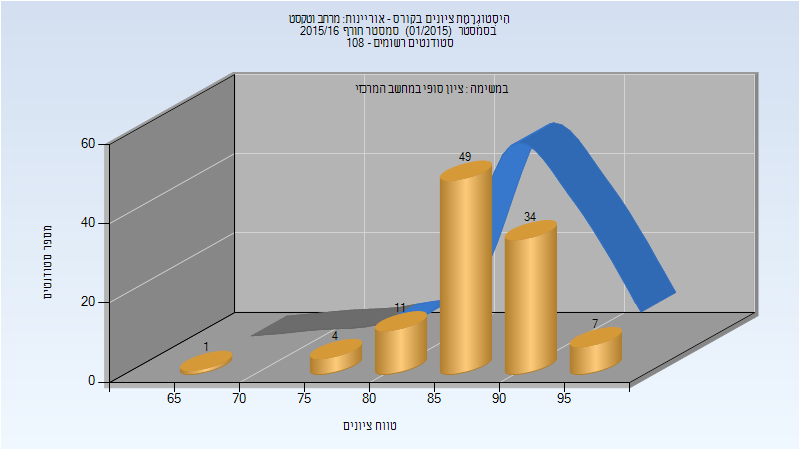 היסטוגרמת ציונים בקורס - אוריינות: מרחב וטקסט
בסמסטר (01/2015) סמסטר חורף 2015/16
סטודנטים רשומים - 108
במשימה : ציון סופי במחשב המרכזי
60
40
20
0
מספר סטודנטים
1
4
11
49
34
7
65
70
75
80
85
90
95
טווח ציונים